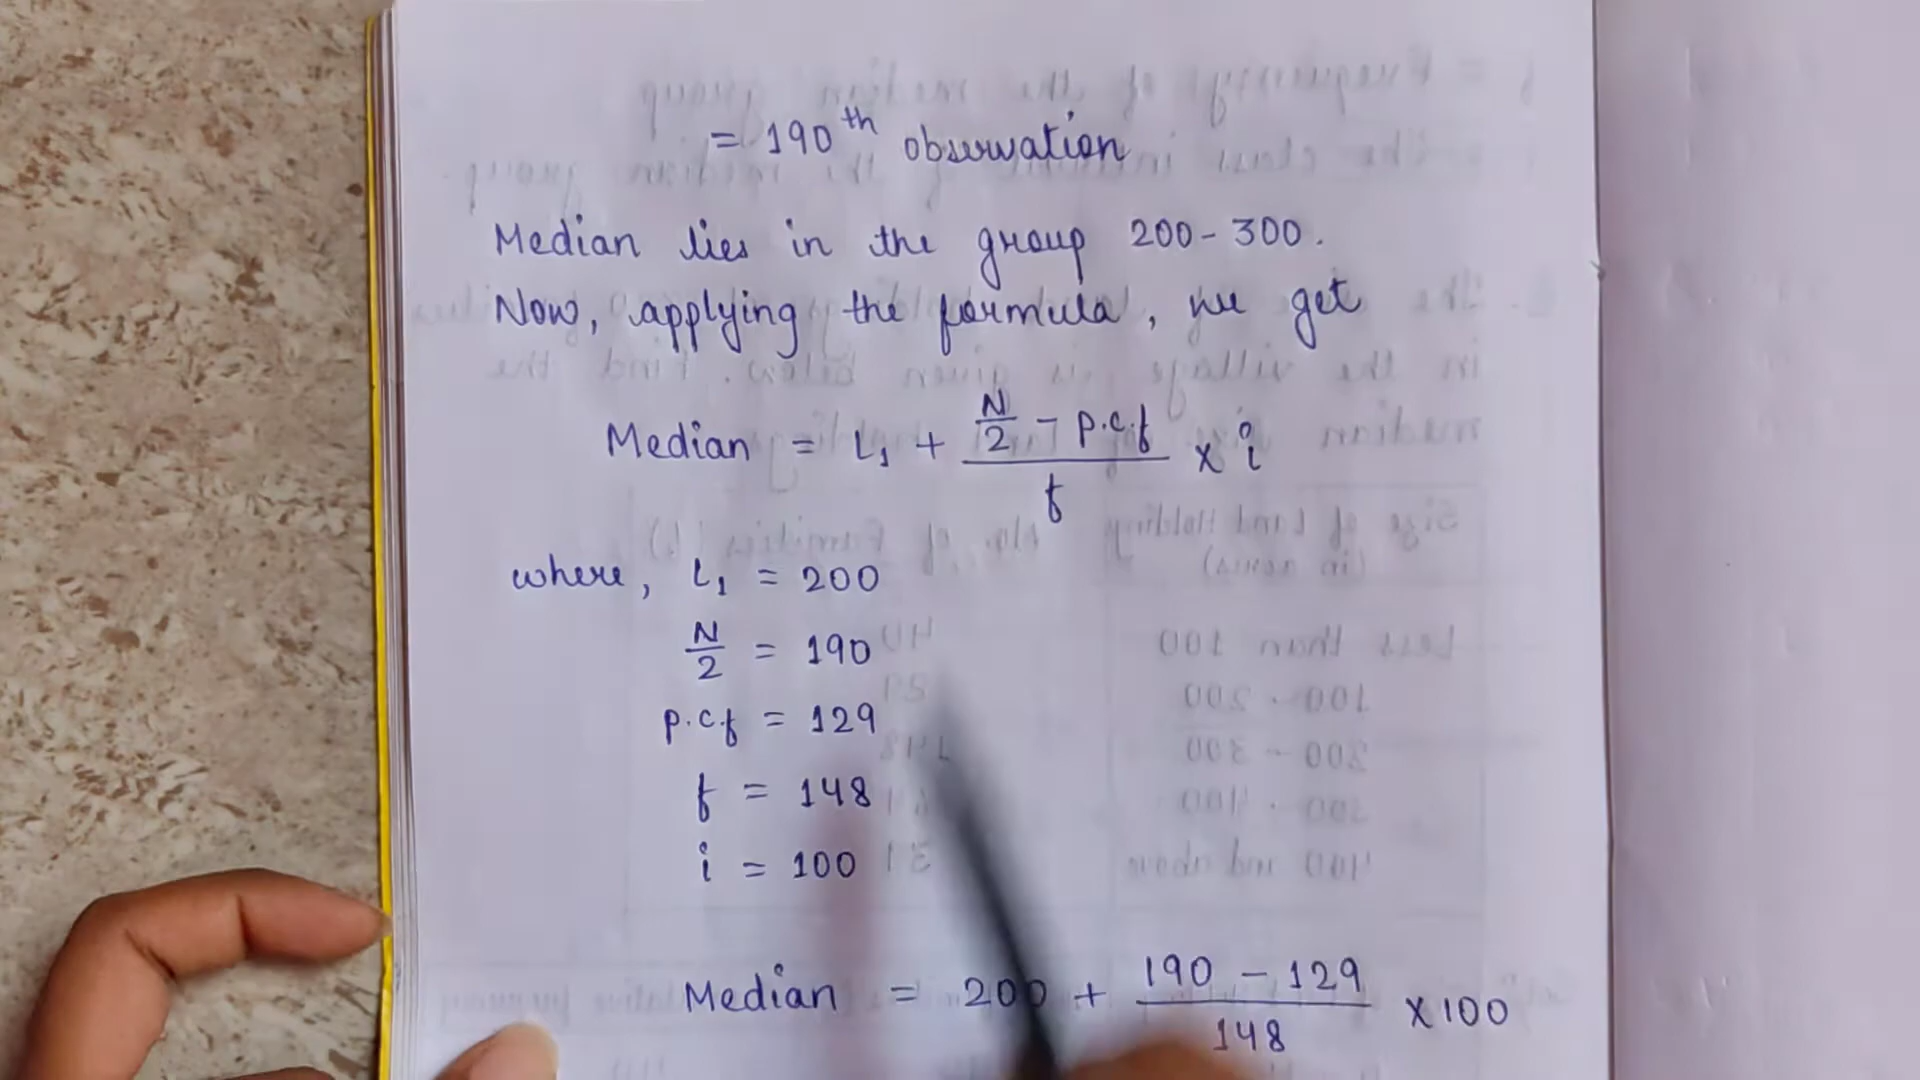 = 190th observation
Median lies in the group 200-300.
Now, applying the formula, we get
Median = L₁ + (N/2 - p.c.f)/f × i
where, L₁ = 200
N/2 = 190
p.c.f = 129
f = 148
i = 100
Median = 200 + (190 - 129)/148 × 100